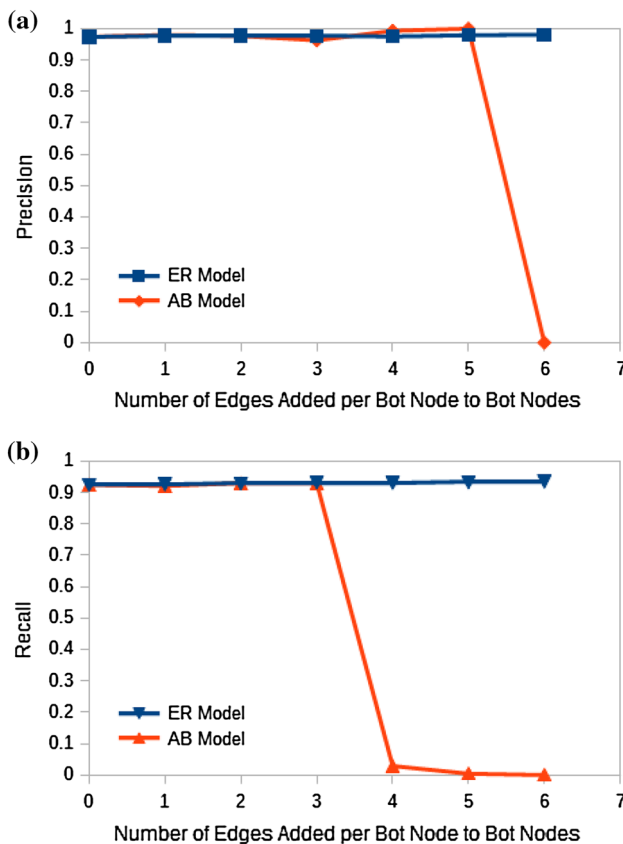 (a)
1
0.9
0.8
0.7
0.6
0.5
0.4
0.3
0.2
0.1
0
Precision
ER Model
AB Model
0 1 2 3 4 5 6 7
Number of Edges Added per Bot Node to Bot Nodes
(b)
1
0.9
0.8
0.7
0.6
0.5
0.4
0.3
0.2
0.1
0
Recall
ER Model
AB Model
0 1 2 3 4 5 6 7
Number of Edges Added per Bot Node to Bot Nodes